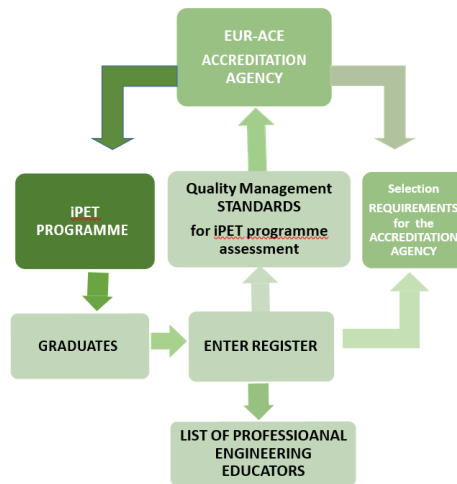 EUR-ACE
ACCREDITATION
AGENCY
iPET
PROGRAMME
Quality Management
STANDARDS
for iPET programme
assessment
Selection
REQUIREMENTS
for the
ACCREDITATION
AGENCY
GRADUATES
ENTER REGISTER
LIST OF PROFESSIOANAL
ENGINEERING
EDUCATORS